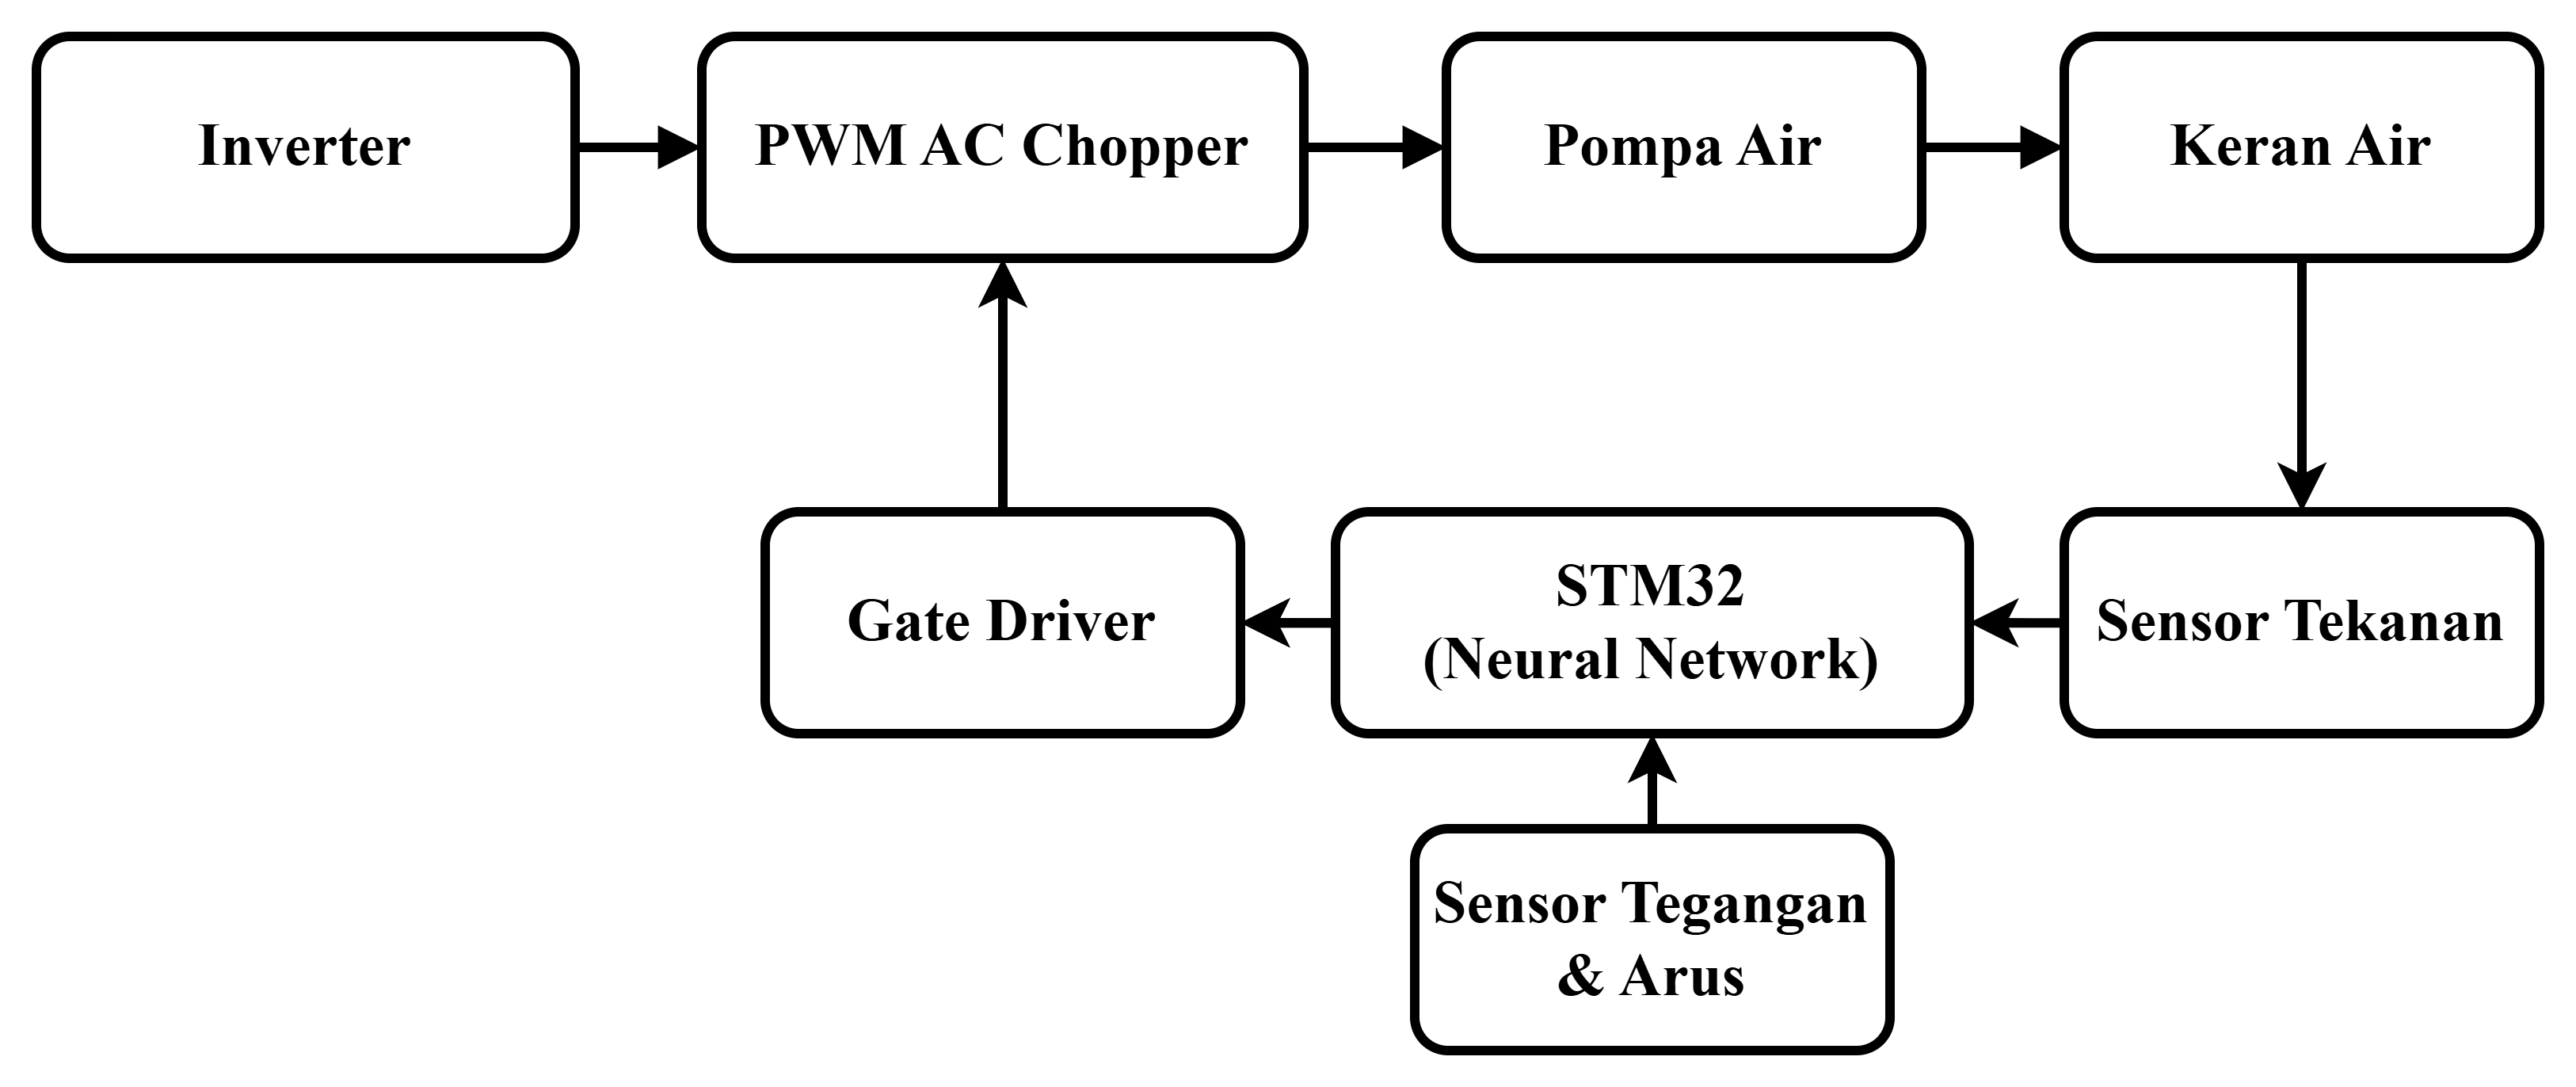 Inverter
PWM AC Chopper
Pompa Air
Keran Air
Gate Driver
STM32
(Neural Network)
Sensor Tekanan
Sensor Tegangan
& Arus